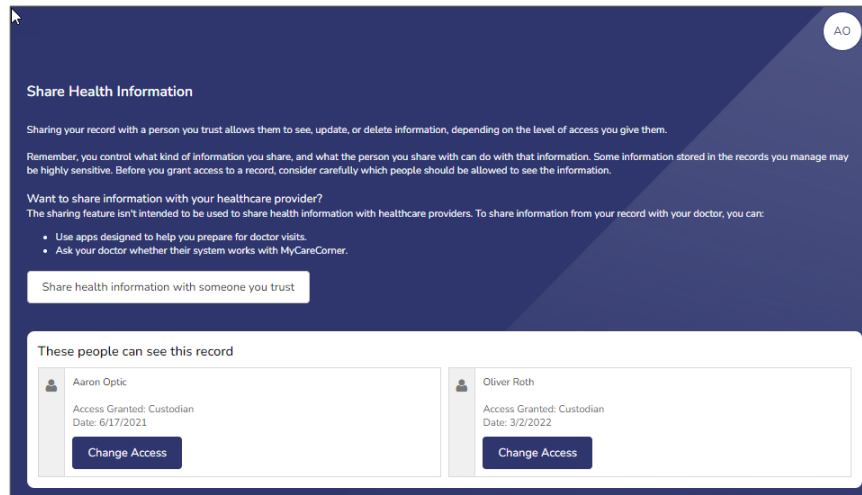 AO
Share Health Information
Sharing your record with a person you trust allows them to see, update, or delete information, depending on the level of access you give them.
Remember, you control what kind of information you share, and what the person you share with can do with that information. Some information stored in the records you manage may
be highly sensitive. Before you grant access to a record, consider carefully which people should be allowed to see the information.
Want to share information with your healthcare provider?
The sharing feature isn't intended to be used to share health information with healthcare providers. To share information from your record with your doctor, you can:
• Use apps designed to help you prepare for doctor visits.
• Ask your doctor whether their system works with MyCareCorner.
Share health information with someone you trust
These people can see this record
Aaron Optic
Access Granted: Custodian
Date: 6/17/2021
Change Access
Oliver Roth
Access Granted: Custodian
Date: 3/2/2022
Change Access